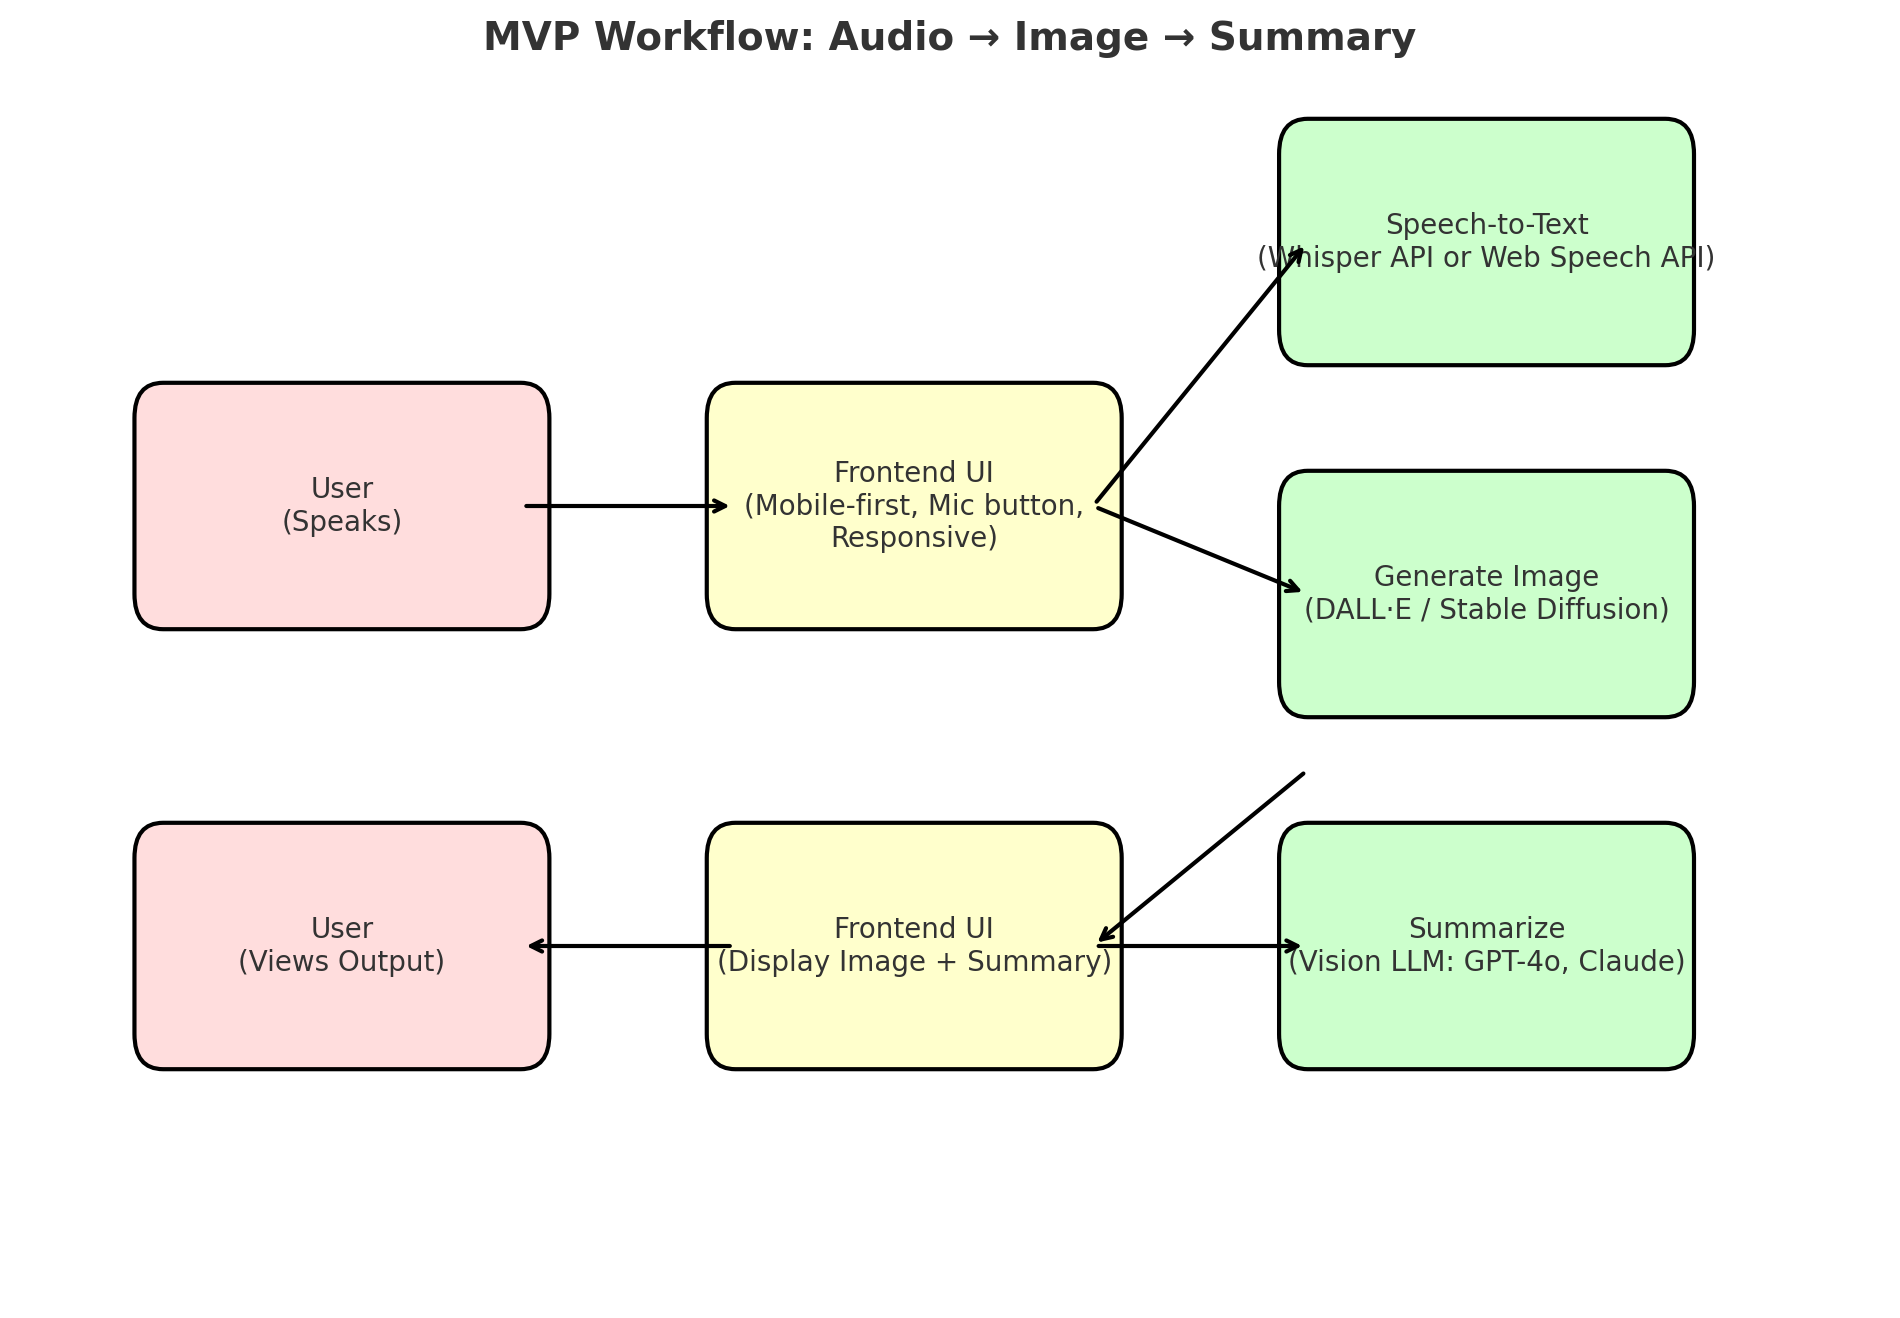 MVP Workflow: Audio → Image → Summary
Speech-to-Text
(Whisper API or Web Speech API)
User
(Speaks)
Frontend UI
(Mobile-first, Mic button,
Responsive)
Generate Image
(DALL·E / Stable Diffusion)
User
(Views Output)
Frontend UI
(Display Image + Summary)
Summarize
(Vision LLM: GPT-4o, Claude)